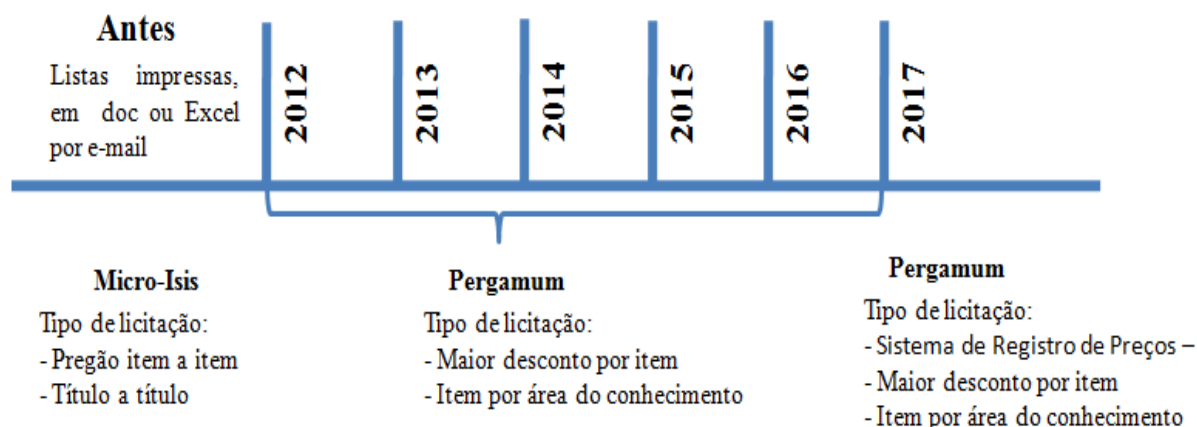 Antes
Listas impressas,
em doc ou Excel
por e-mail
2012
2013
2014
2015
2016
2017
Micro-Isis
Tipo de licitação:
- Pregão item a item
- Título a título
Pergamum
Tipo de licitação:
- Maior desconto por item
- Item por área do conhecimento
Pergamum
Tipo de licitação:
- Sistema de Registro de Preços –
- Maior desconto por item
- Item por área do conhecimento